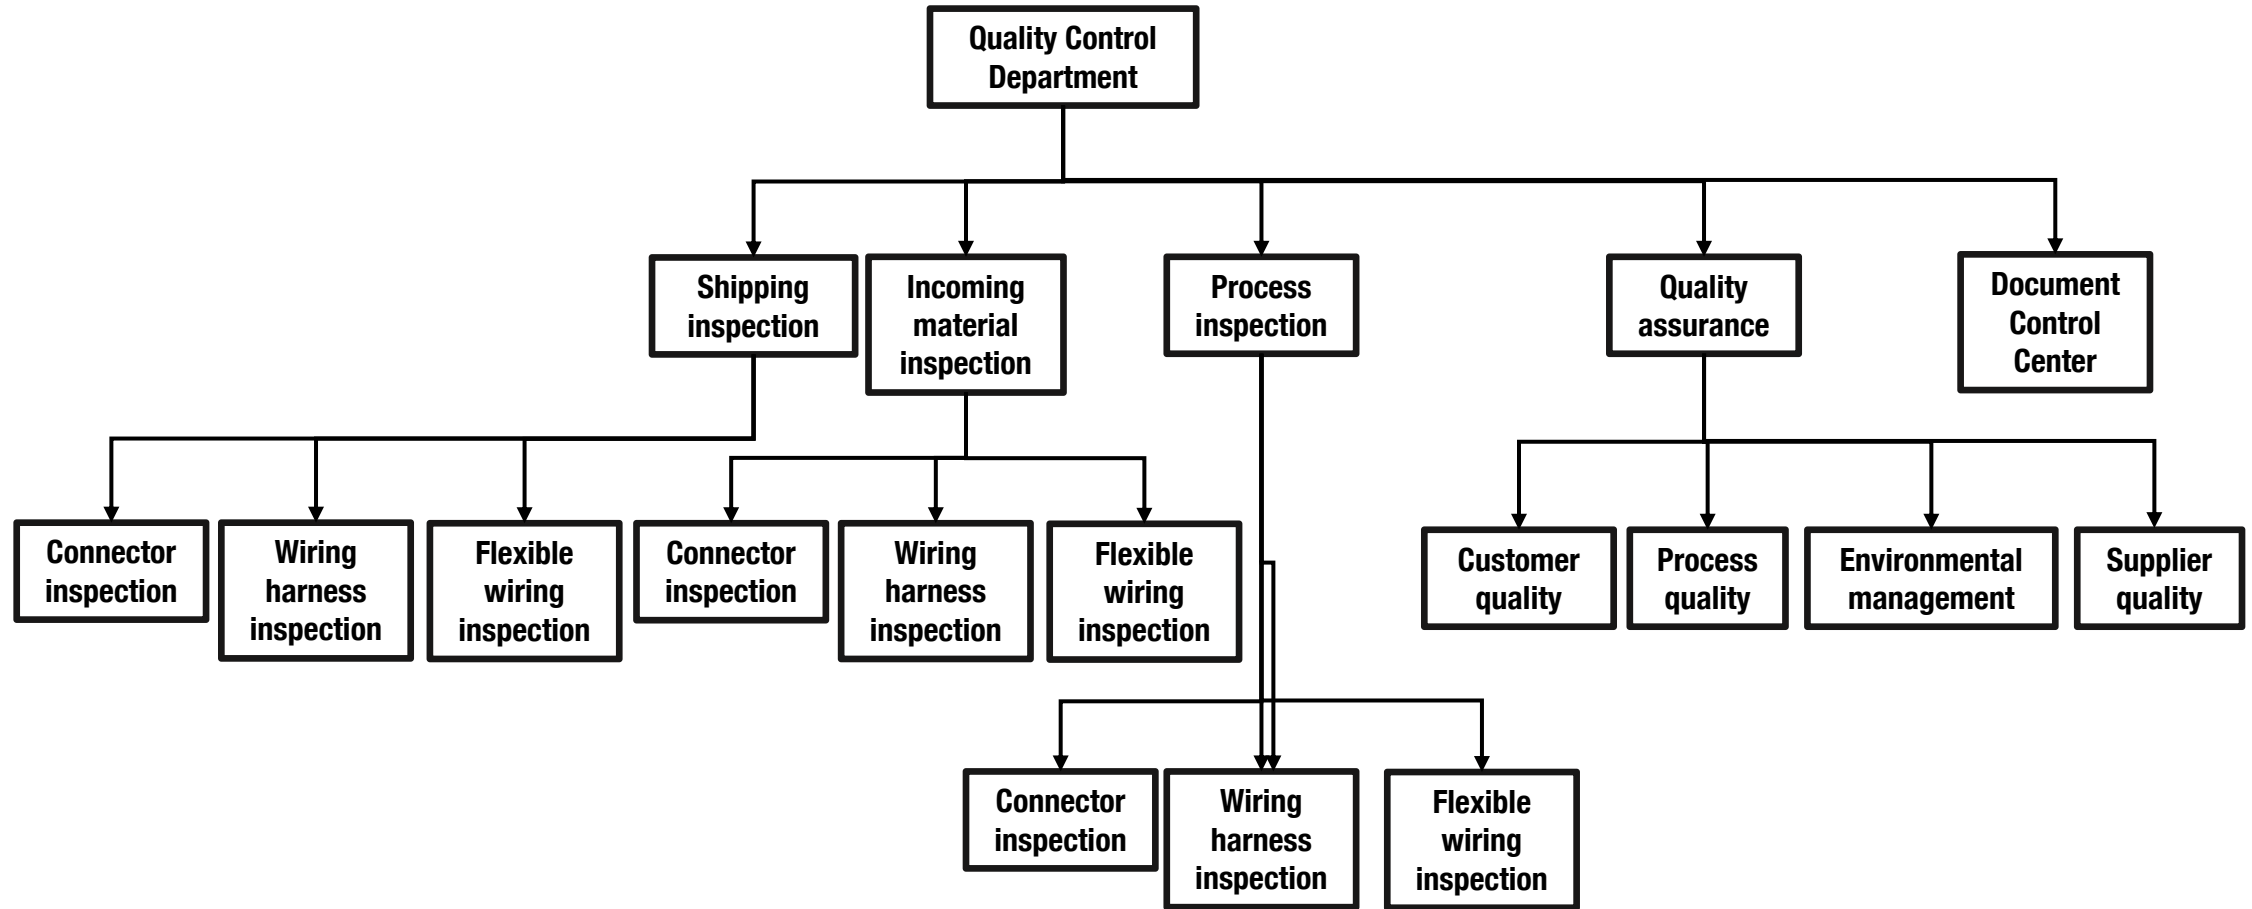 Quality Control
Department
Shipping
inspection
Incoming
material
inspection
Process
inspection
Quality
assurance
Document
Control
Center
Connector
inspection
Wiring
harness
inspection
Flexible
wiring
inspection
Connector
inspection
Wiring
harness
inspection
Flexible
wiring
inspection
Customer
quality
Process
quality
Environmental
management
Supplier
quality
Connector
inspection
Wiring
harness
inspection
Flexible
wiring
inspection